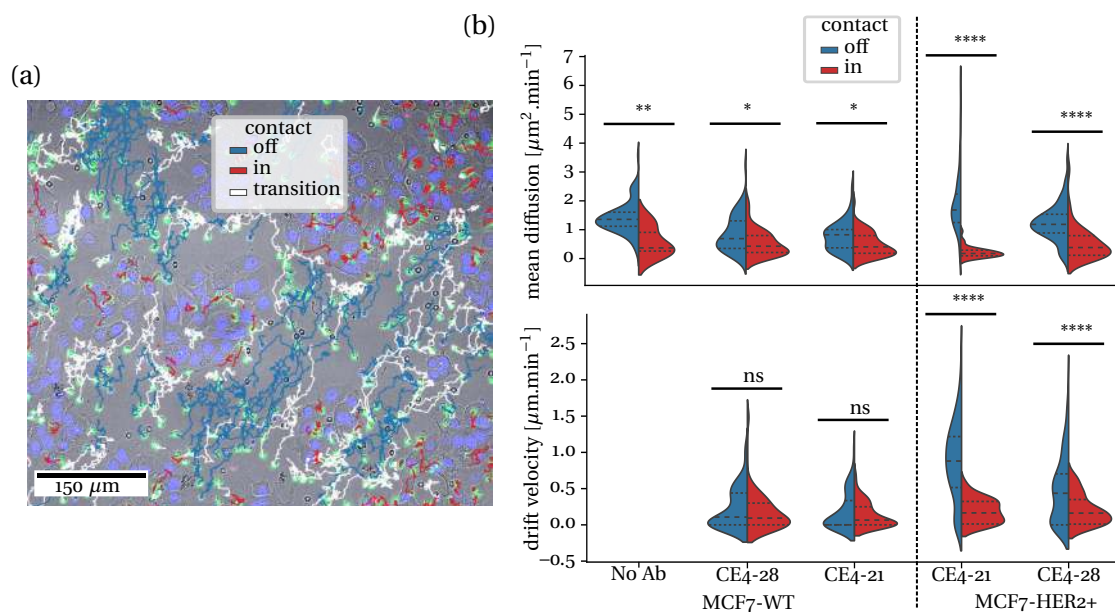 (a)
contact
off
in
transition
150 μm
(b)
contact
off
in
mean diffusion [μm².min⁻¹]
7
6
5
4
3
2
1
0
**
*
*
****
****
drift velocity [μm.min⁻¹]
2.5
2.0
1.5
1.0
0.5
0.0
−0.5
ns
ns
****
****
No Ab
CE4-28
CE4-21
CE4-21
CE4-28
MCF7-WT
MCF7-HER2+